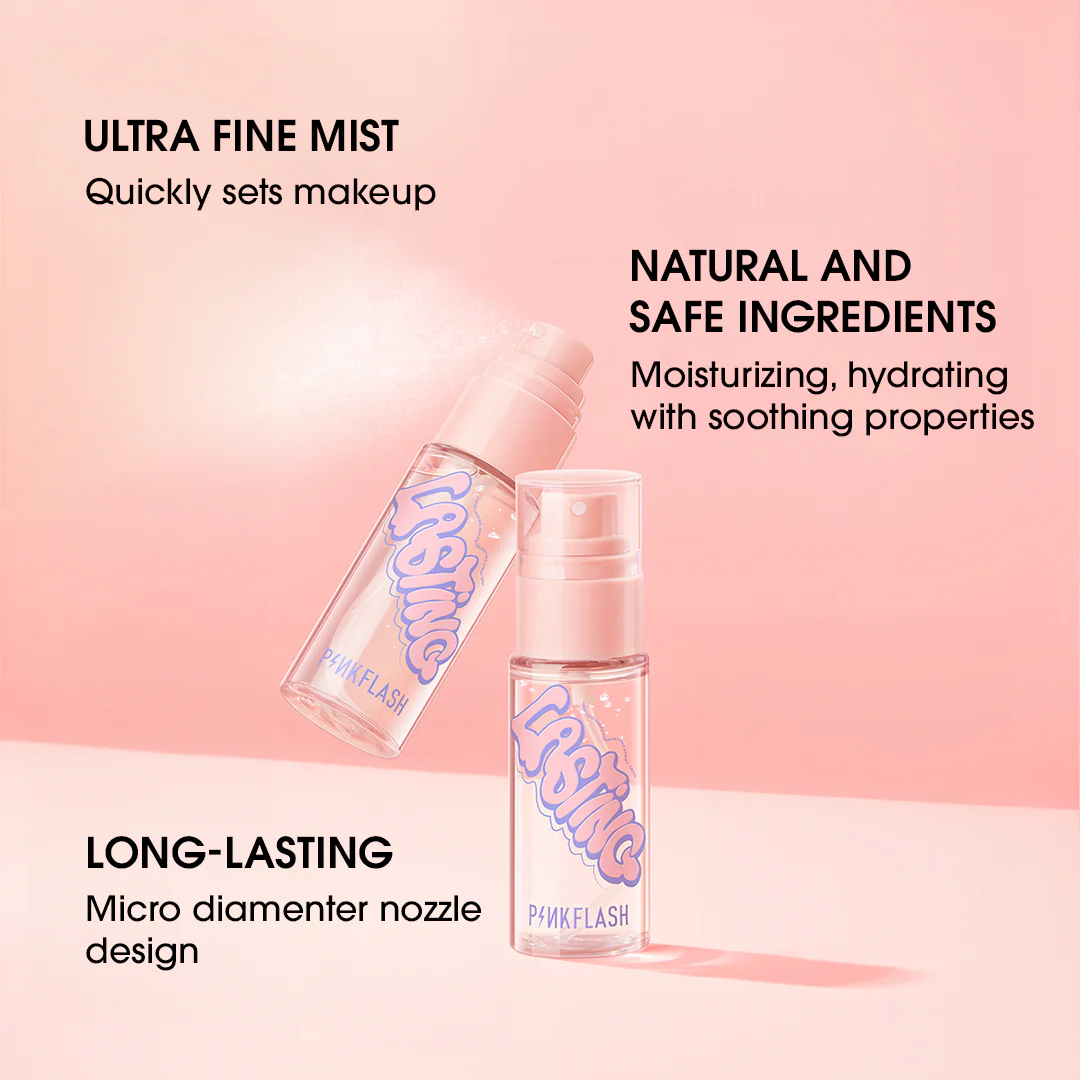 ULTRA FINE MIST
Quickly sets makeup
NATURAL AND
SAFE INGREDIENTS
Moisturizing, hydrating
with soothing properties
LASTING
PINKFLASH
LASTING
PINKFLASH
LONG-LASTING
Micro diamenter nozzle
design